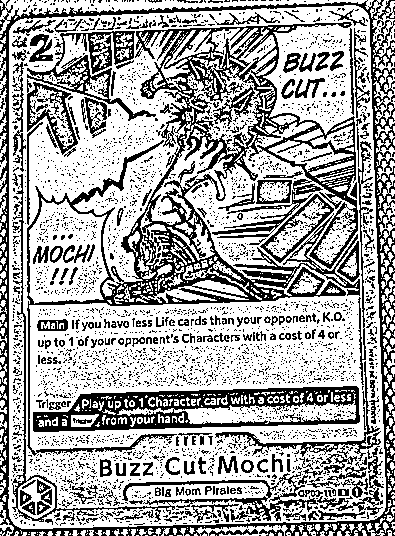 2
BUZZ
CUT...
...
MOCHI
!!!
Main If you have less Life cards than your opponent, K.O.
up to 1 of your opponent's Characters with a cost of 4 or
less.
Trigger Play up to 1 Character card with a cost of 4 or less
and a Trigger from your hand.
EVENT
Buzz Cut Mochi
Big Mom Pirates
1